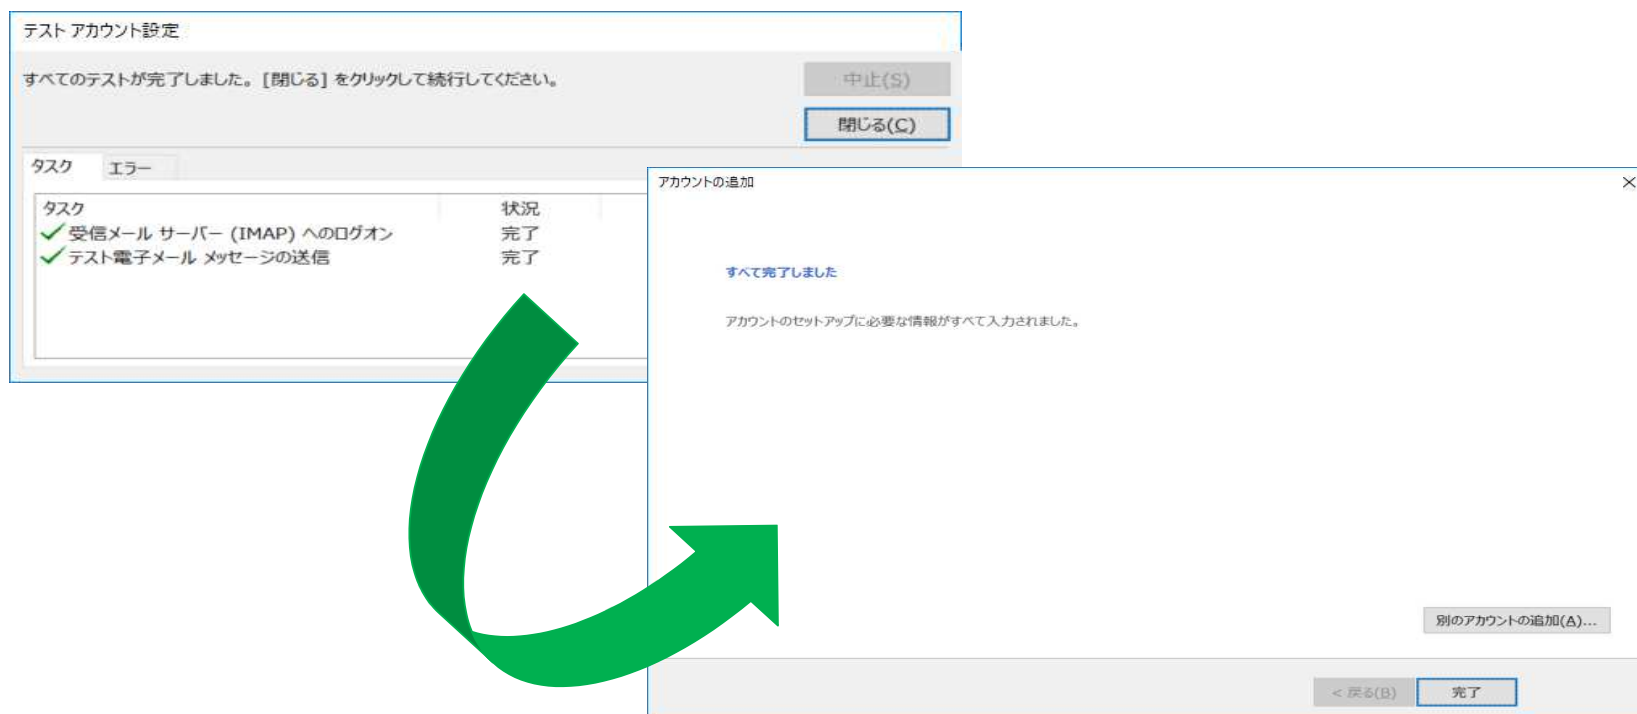 テスト アカウント設定
すべてのテストが完了しました。[閉じる] をクリックして続行してください。
中止(S)
閉じる(C)
タスク エラー
タスク 状況
受信メール サーバー (IMAP) へのログオン 完了
テスト電子メール メッセージの送信 完了
アカウントの追加
すべて完了しました
アカウントのセットアップに必要な情報がすべて入力されました。
別のアカウントの追加(A)...
< 戻る(B) 完了